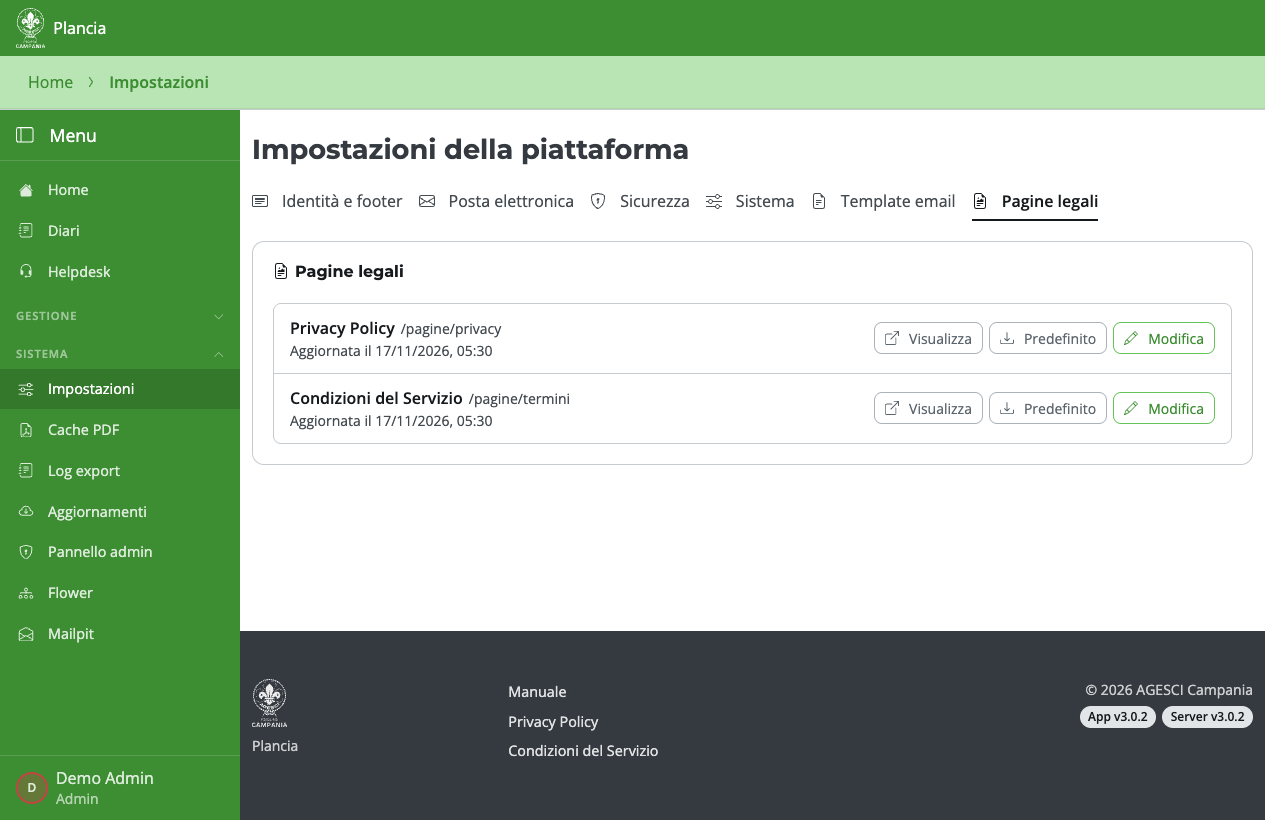 CAMPANIA
Plancia
Home
Impostazioni
Menu
Home
Diari
Helpdesk
GESTIONE
SISTEMA
Impostazioni
Cache PDF
Log export
Aggiornamenti
Pannello admin
Flower
Mailpit
D
Demo Admin
Admin
Impostazioni della piattaforma
Identità e footer
Posta elettronica
Sicurezza
Sistema
Template email
Pagine legali
Pagine legali
Privacy Policy /pagine/privacy
Aggiornata il 17/11/2026, 05:30
Visualizza
Predefinito
Modifica
Condizioni del Servizio /pagine/termini
Aggiornata il 17/11/2026, 05:30
Visualizza
Predefinito
Modifica
CAMPANIA
Plancia
Manuale
Privacy Policy
Condizioni del Servizio
© 2026 AGESCI Campania
App v3.0.2
Server v3.0.2